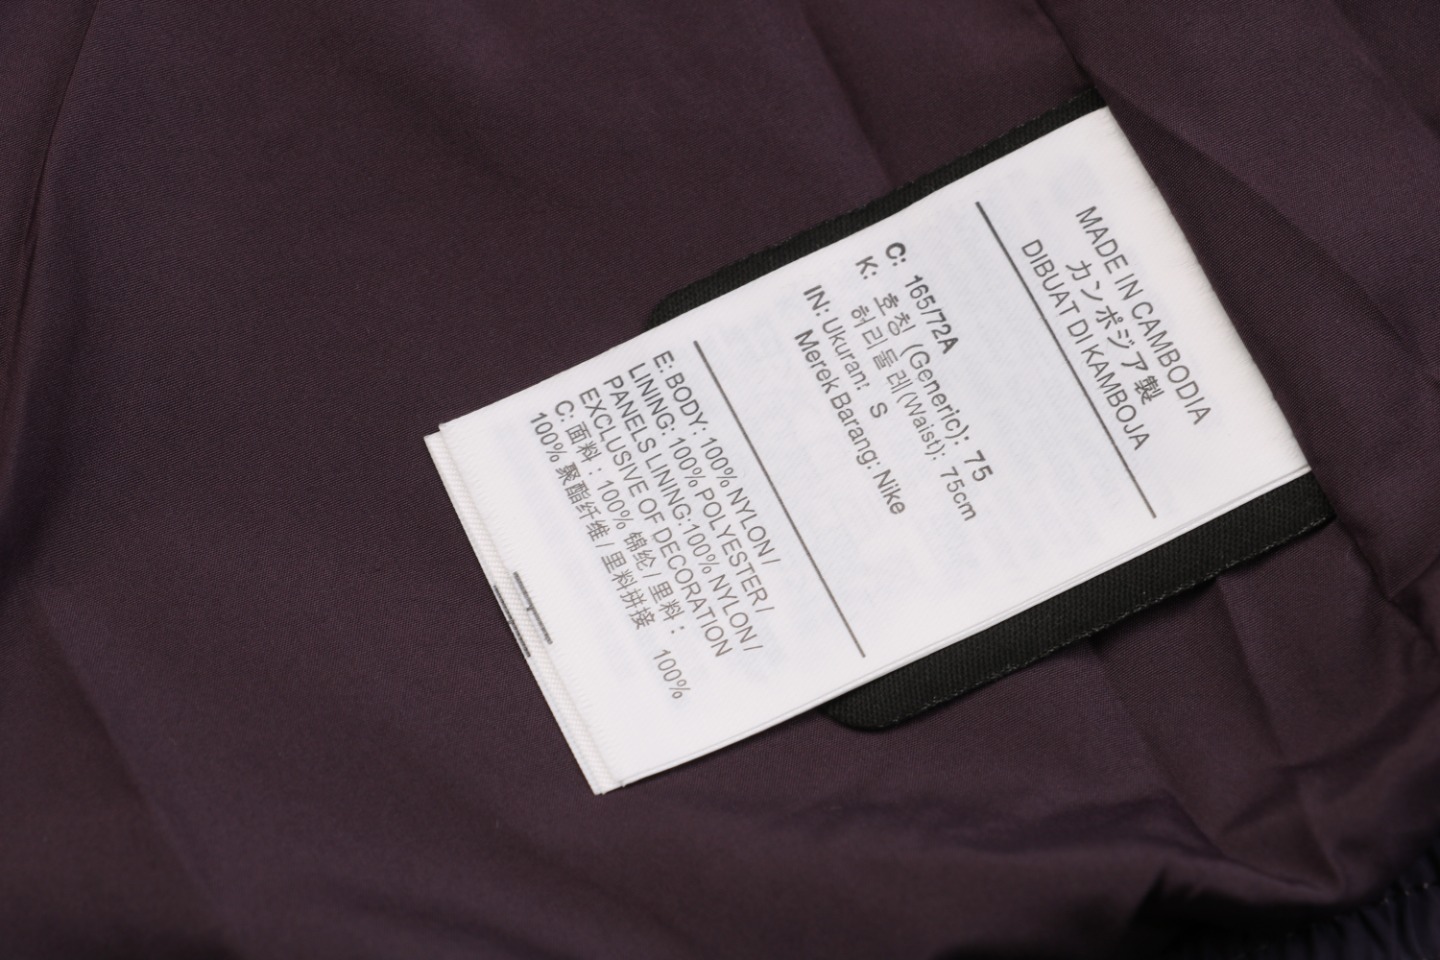 MADE IN CAMBODIA
カンボジア製
DIBUAT DI KAMBOJA
C: 165/72A
K: 호칭 (Generic): 75
허리둘레(Waist): 75cm
IN: Ukuran: S
Merek Barang: Nike
E: BODY: 100% NYLON /
LINING: 100% POLYESTER /
PANELS LINING:100% NYLON /
EXCLUSIVE OF DECORATION
C: 面料: 100% 锦纶 / 里料:
100% 聚酯纤维 / 里料拼接 100%